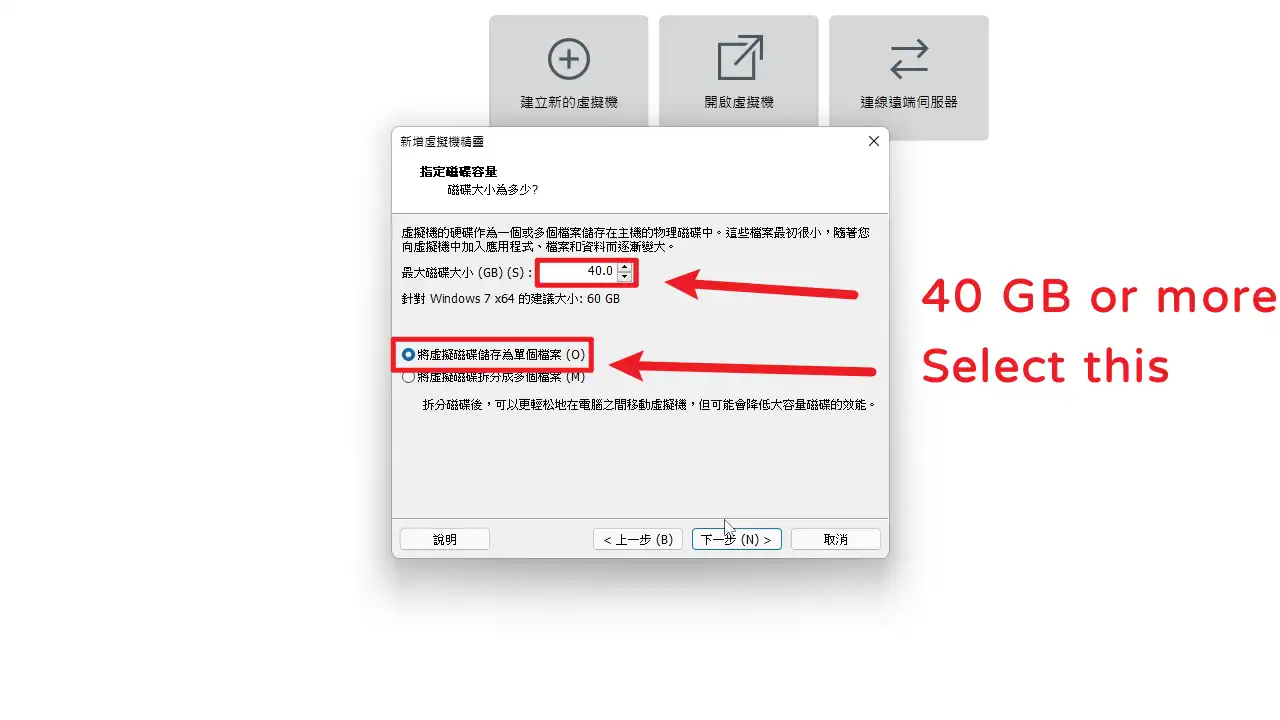 建立新的虛擬機
開啟虛擬機
連線遠端伺服器
新增虛擬機精靈
指定磁碟容量
磁碟大小為多少?
虛擬機的硬碟作為一個或多個檔案儲存在主機的物理磁碟中。這些檔案最初很小，隨著您
向虛擬機中加入應用程式、檔案和資料而逐漸變大。
最大磁碟大小 (GB) (S) : 40.0
針對 Windows 7 x64 的建議大小: 60 GB
40 GB or more
將虛擬磁碟儲存為單個檔案 (O)
Select this
將虛擬磁碟拆分成多個檔案 (M)
拆分磁碟後，可以更輕鬆地在電腦之間移動虛擬機，但可能會降低大容量磁碟的效能。
說明
< 上一步 (B)
下一步 (N) >
取消